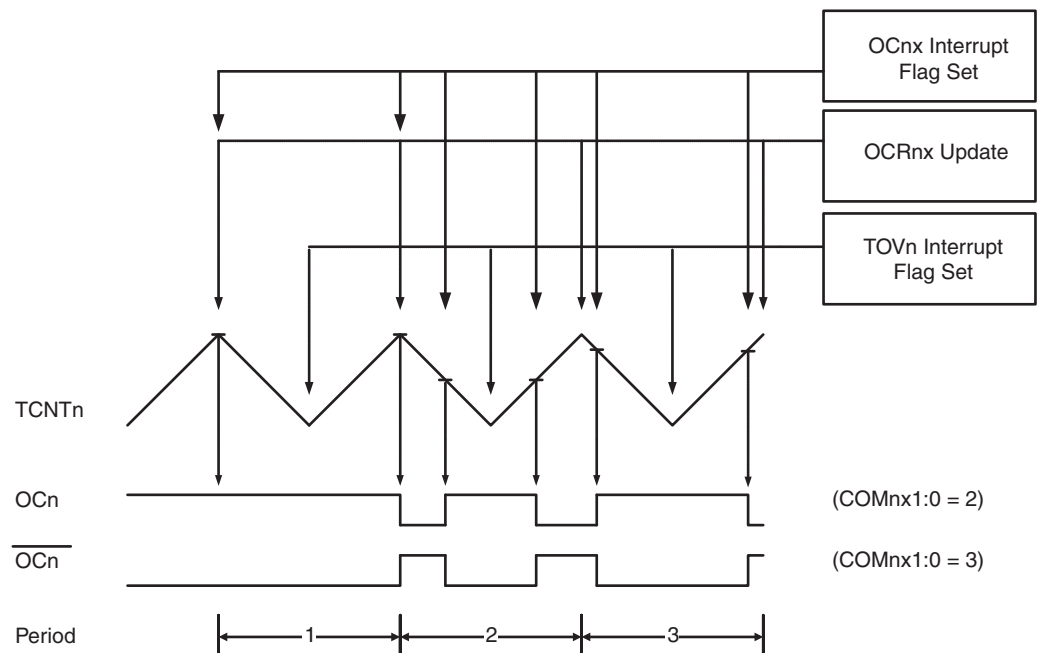 OCnx Interrupt
Flag Set
OCRnx Update
TOVn Interrupt
Flag Set
TCNTn
OCn
(COMnx1:0 = 2)
OCn
(COMnx1:0 = 3)
Period
1
2
3